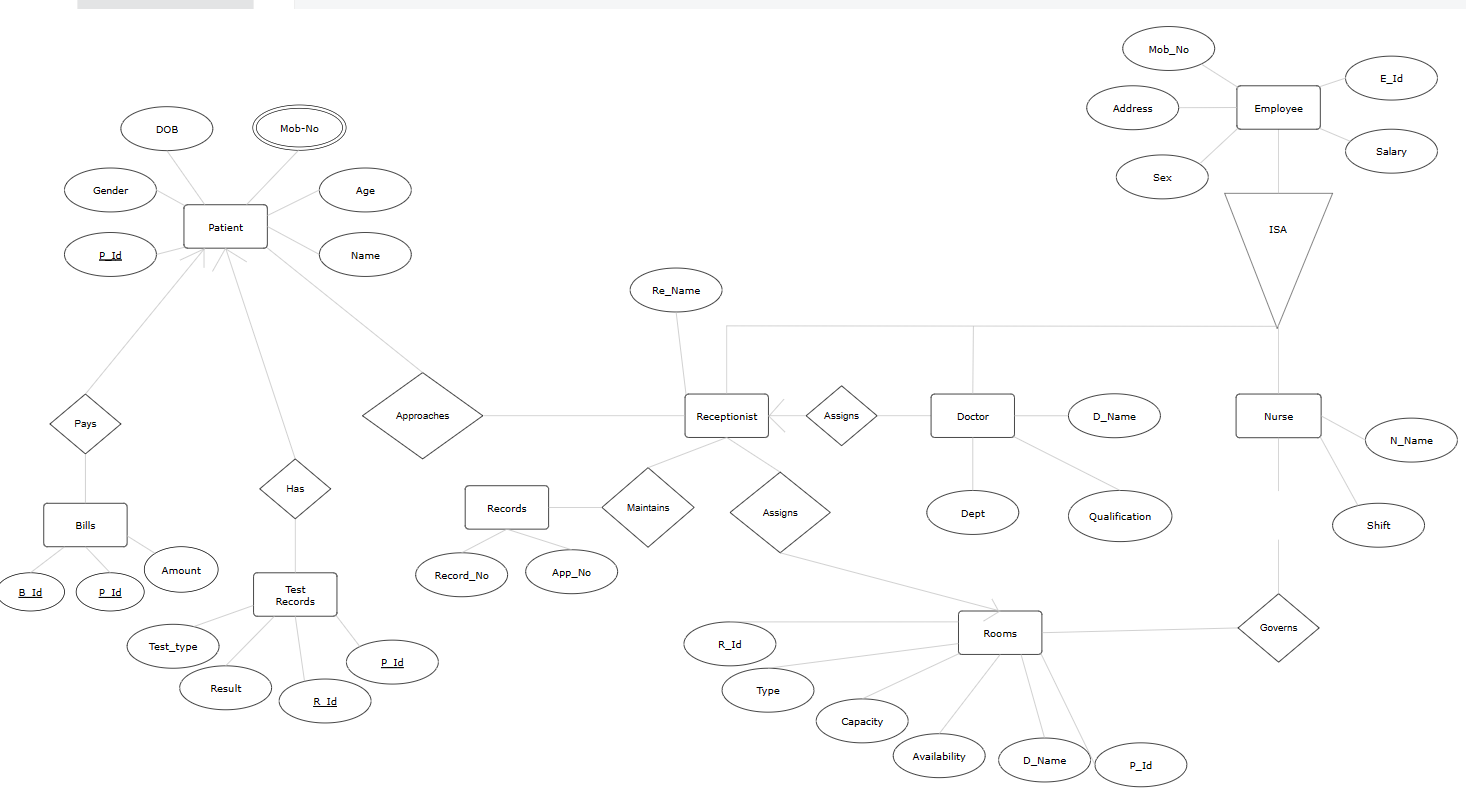 Mob_No
E_Id
Address
Employee
Salary
Sex
ISA
DOB
Mob-No
Gender
Age
Patient
P_Id
Name
Re_Name
Pays
Approaches
Receptionist
Assigns
Doctor
D_Name
Nurse
N_Name
Has
Records
Maintains
Assigns
Dept
Qualification
Shift
Bills
Amount
B_Id
P_Id
Record_No
App_No
Test
Records
Test_type
P_Id
Result
R_Id
Rooms
Governs
R_Id
Type
Capacity
Availability
D_Name
P_Id